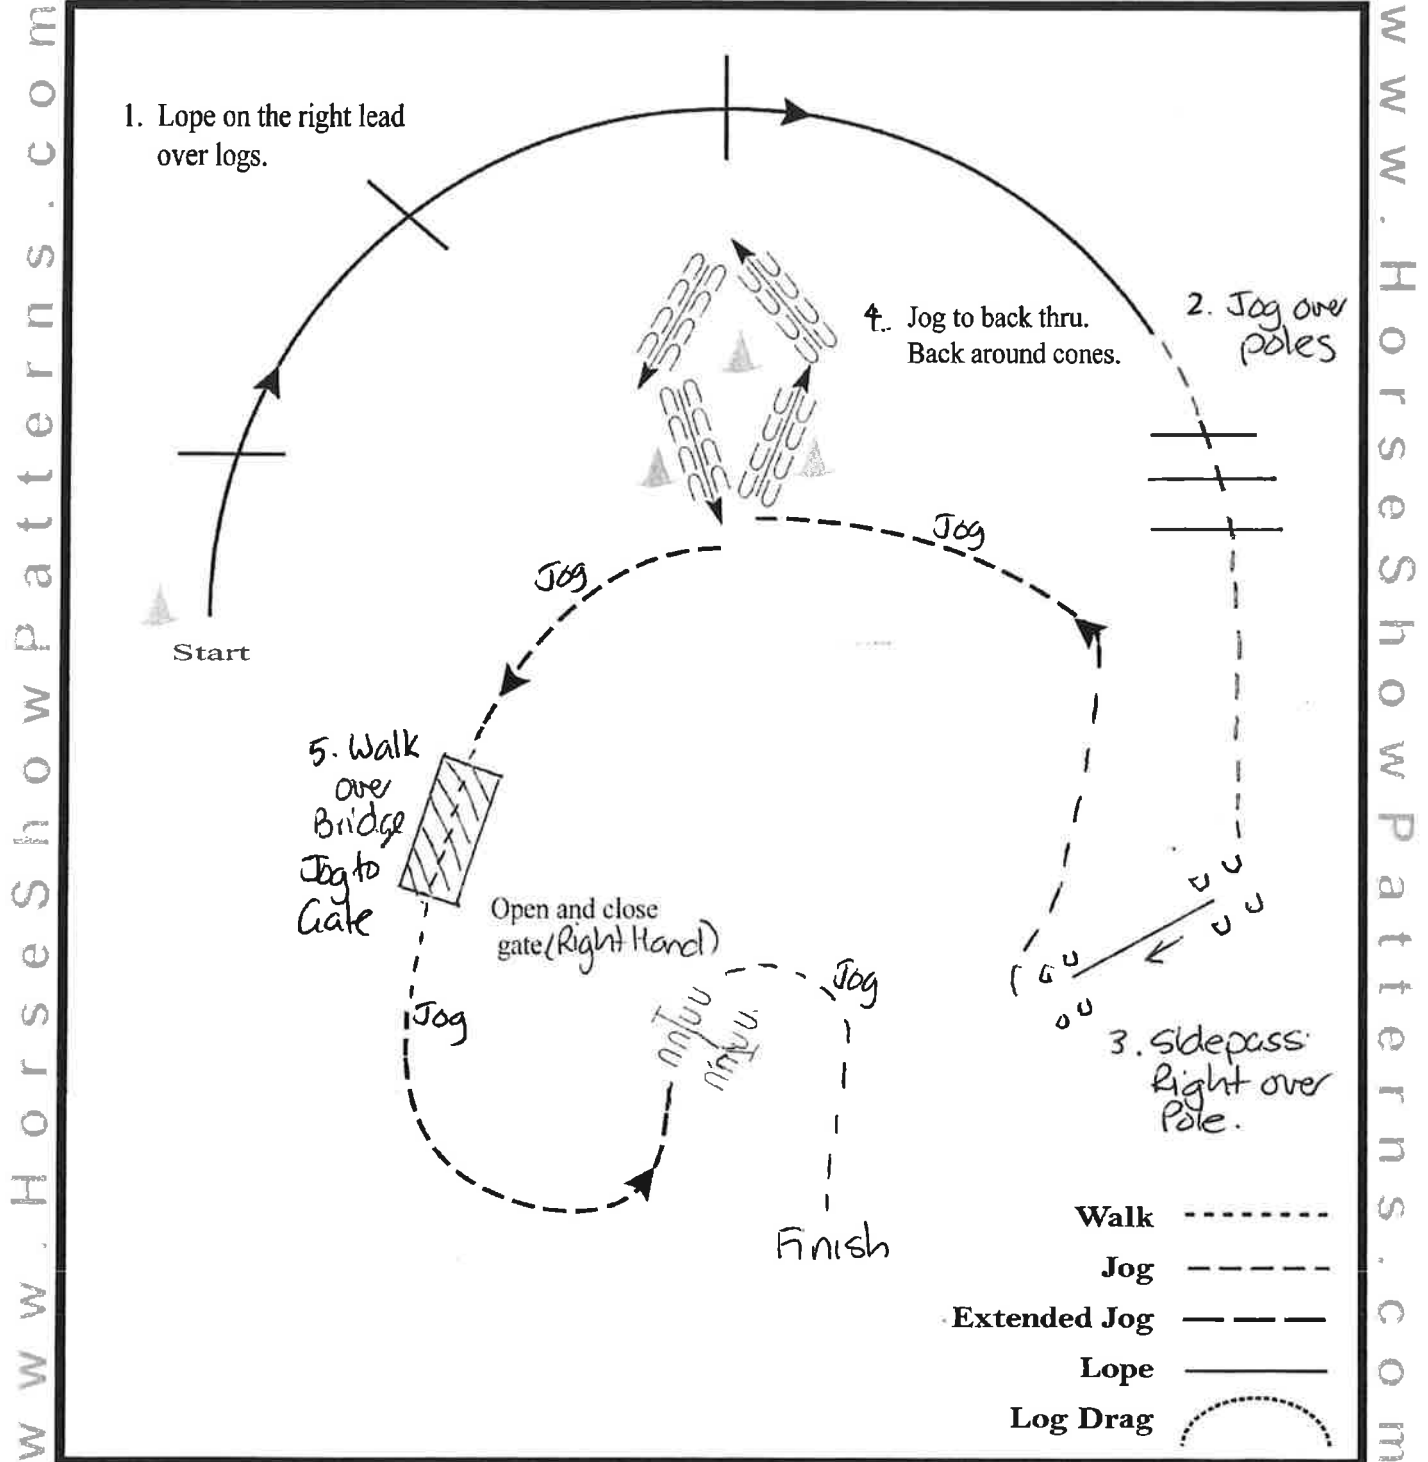 www.HorseShowPatterns.com
1. Lope on the right lead
over logs.
2. Jog over
poles
4. Jog to back thru.
Back around cones.
Jog
Jog
Start
5. Walk
over
Bridge
Jog to
Gate
Open and close
gate (Right Hand)
Jog
Jog
3. Sidepass
Right over
Pole.
Finish
Walk
Jog
Extended Jog
Lope
Log Drag
www.HorseShowPatterns.com